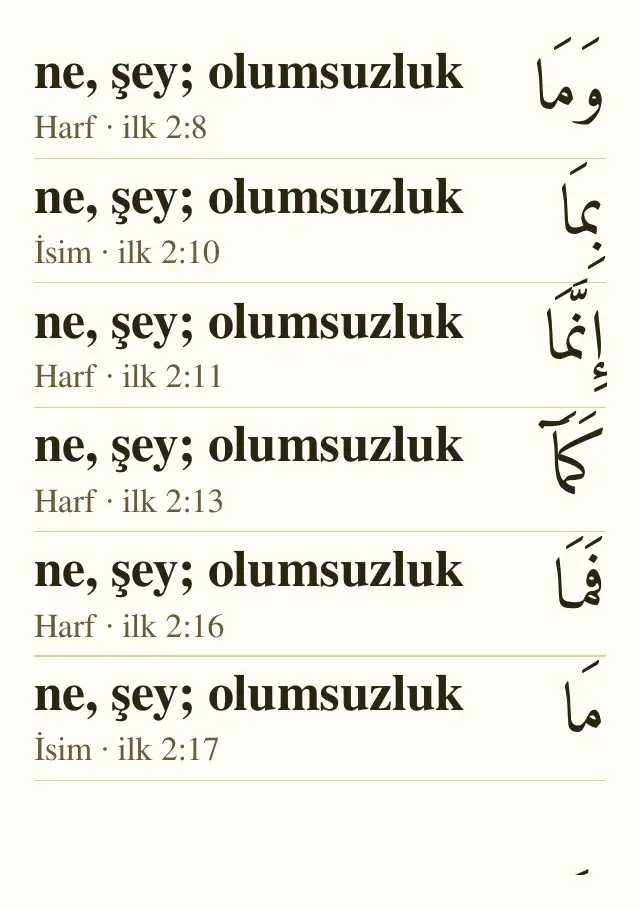 ne, şey; olumsuzluk وَمَا
Harf · ilk 2:8
ne, şey; olumsuzluk بِمَا
İsim · ilk 2:10
ne, şey; olumsuzluk إِنَّمَا
Harf · ilk 2:11
ne, şey; olumsuzluk كَمَآ
Harf · ilk 2:13
ne, şey; olumsuzluk فَمَا
Harf · ilk 2:16
ne, şey; olumsuzluk مَا
İsim · ilk 2:17